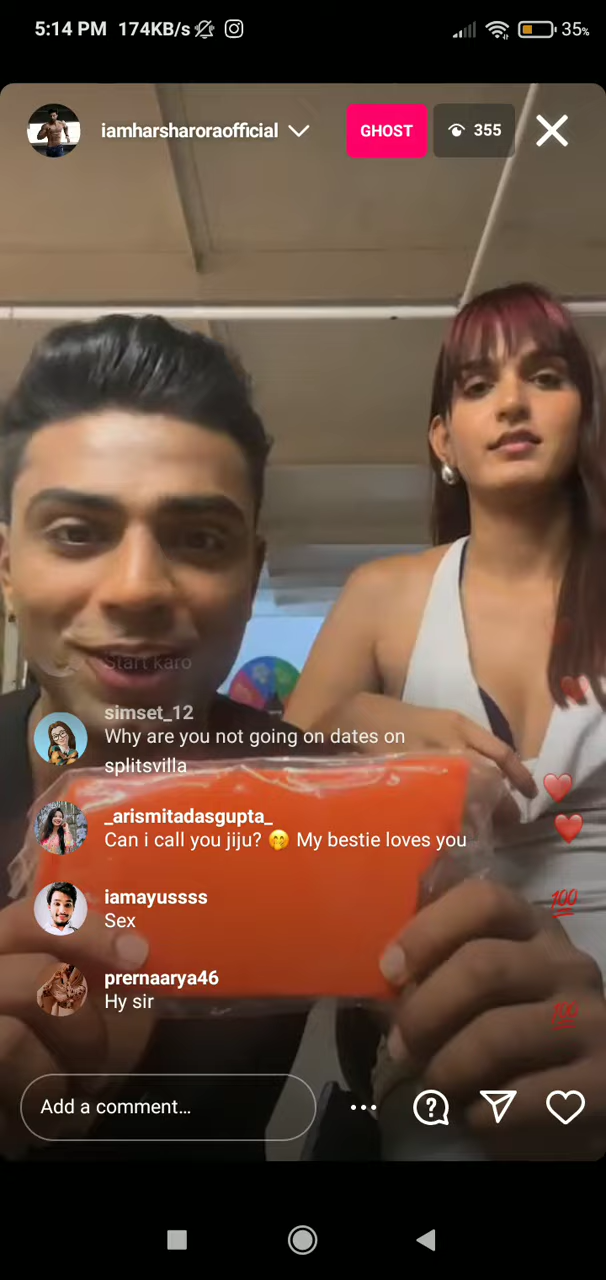 5:14 PM 174KB/s 35%
iamharsharoraofficial GHOST 355
Start karo
simset_12
Why are you not going on dates on
splitsvilla
_arismitadasgupta_
Can i call you jiju? 🤭 My bestie loves you
iamayussss
Sex
prernaarya46
Hy sir
Add a comment…
💯
💯